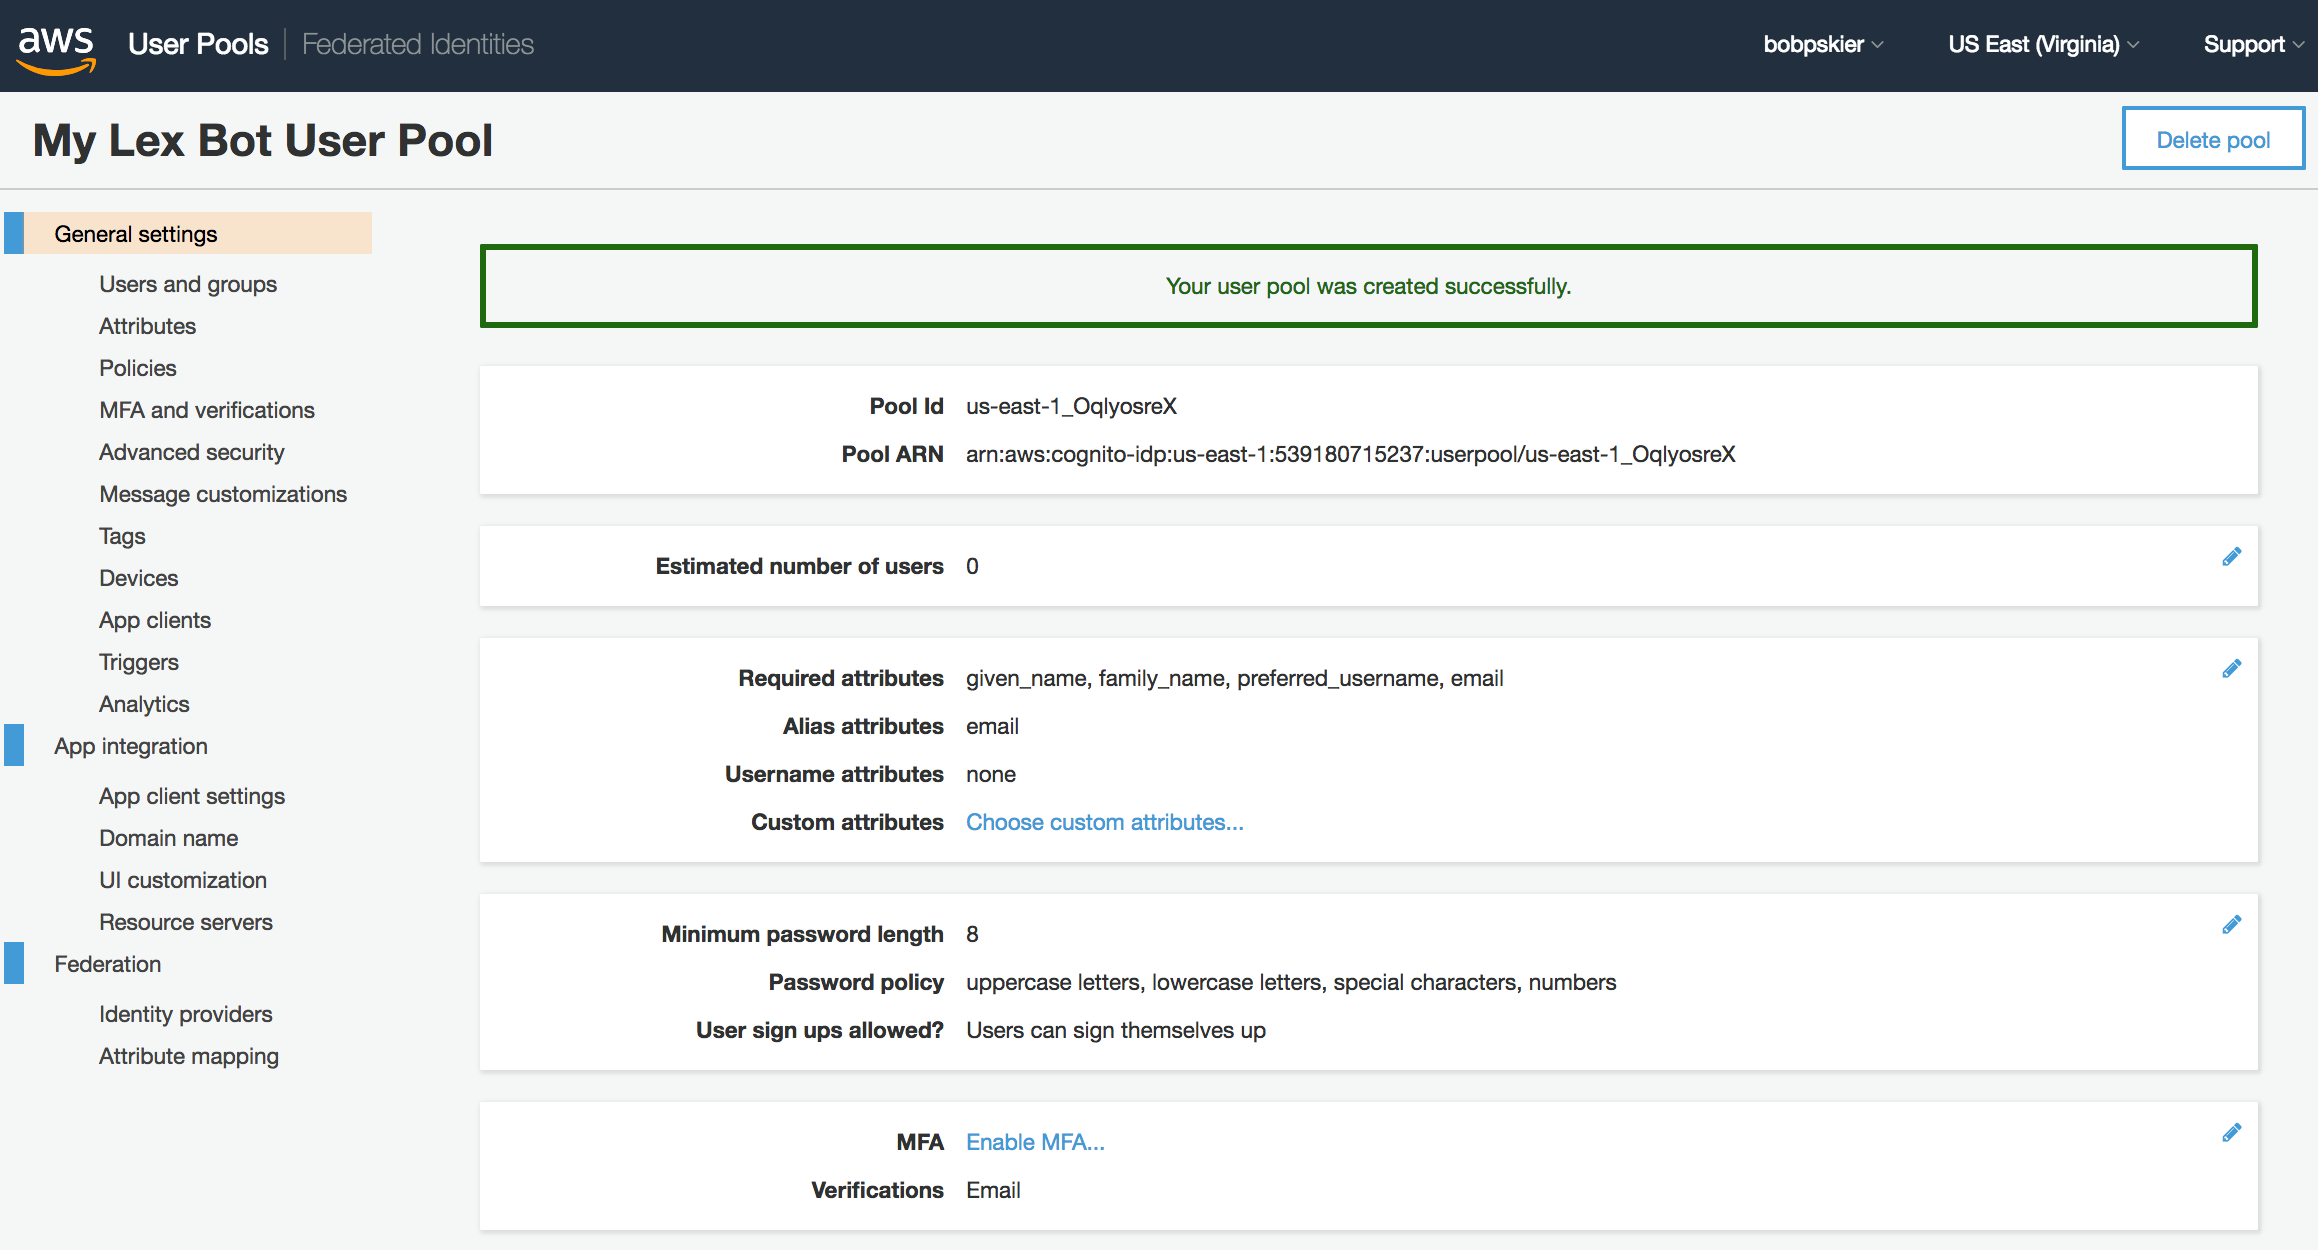 aws User Pools Federated Identities bobpskier US East (Virginia) Support
My Lex Bot User Pool Delete pool
General settings
Users and groups
Attributes
Policies
MFA and verifications
Advanced security
Message customizations
Tags
Devices
App clients
Triggers
Analytics
App integration
App client settings
Domain name
UI customization
Resource servers
Federation
Identity providers
Attribute mapping
Your user pool was created successfully.
Pool Id us-east-1_OqlyosreX
Pool ARN arn:aws:cognito-idp:us-east-1:539180715237:userpool/us-east-1_OqlyosreX
Estimated number of users 0
Required attributes given_name, family_name, preferred_username, email
Alias attributes email
Username attributes none
Custom attributes Choose custom attributes...
Minimum password length 8
Password policy uppercase letters, lowercase letters, special characters, numbers
User sign ups allowed? Users can sign themselves up
MFA Enable MFA...
Verifications Email